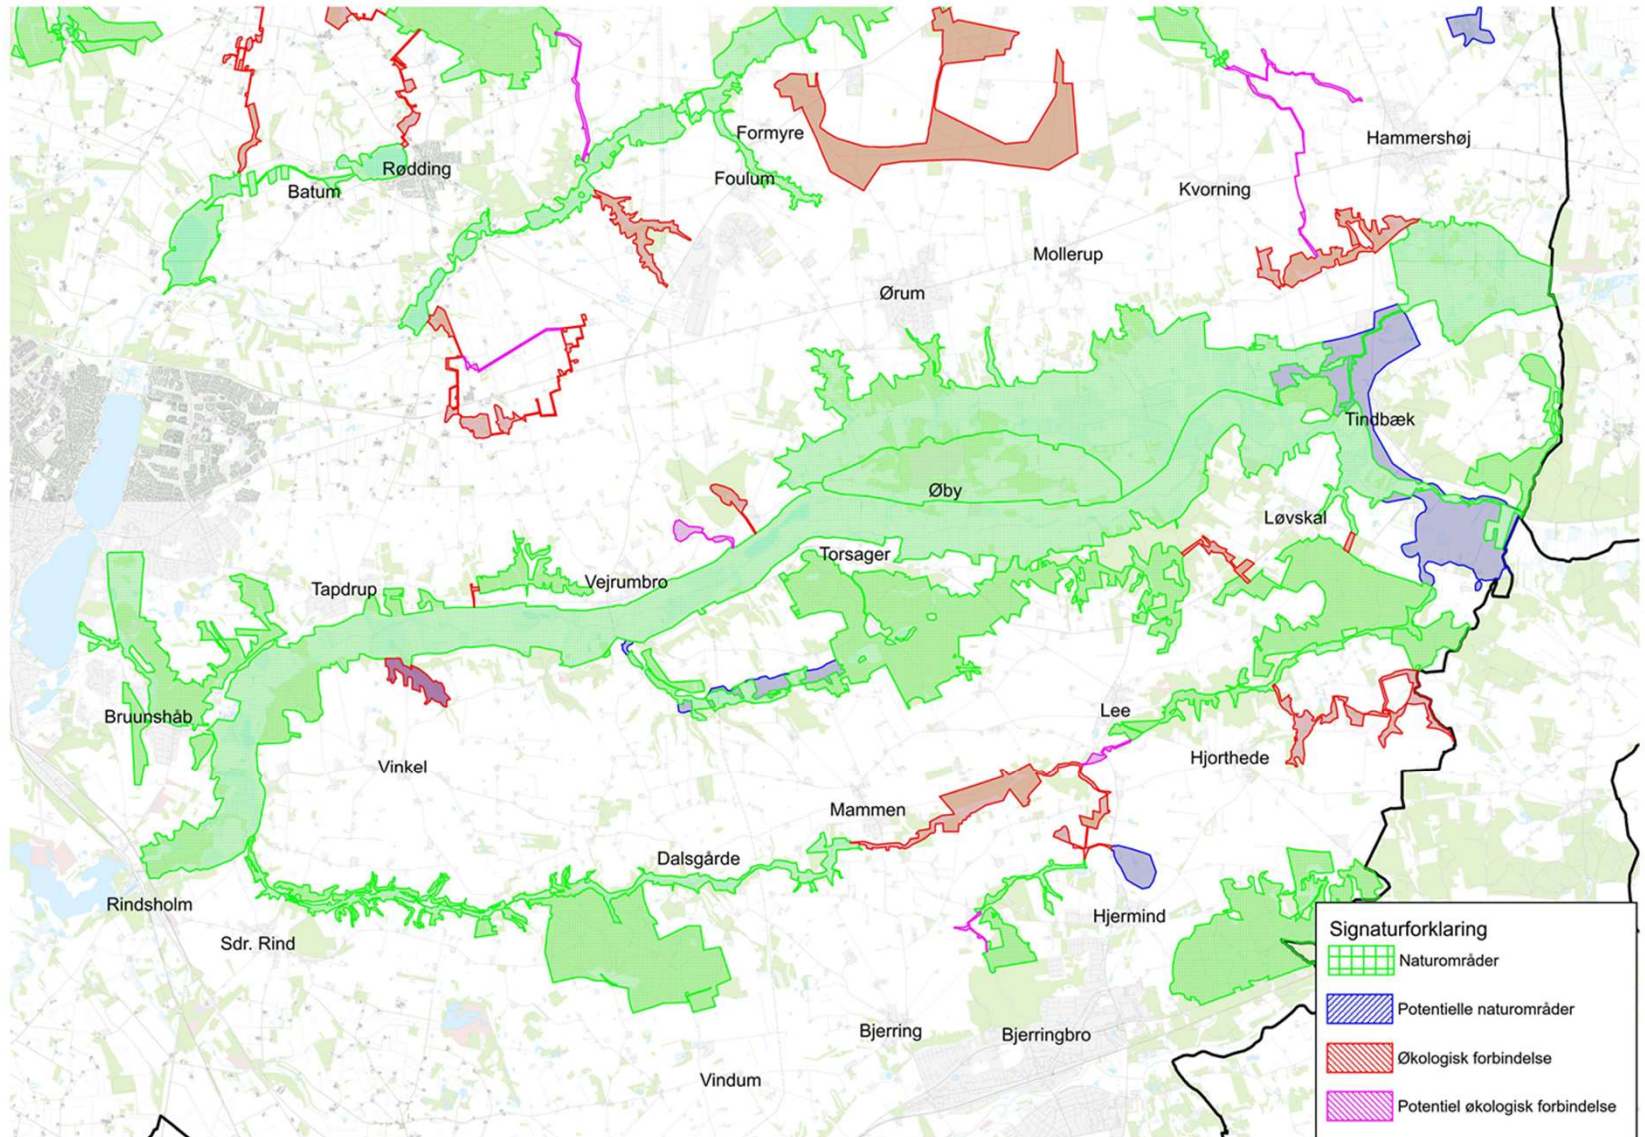 Formyre
Hammershøj
Rødding
Batum
Foulum
Kvorning
Mollerup
Ørum
Tindbæk
Øby
Løvskal
Torsager
Vejrumbro
Tapdrup
Bruunshåb
Lee
Hjorthede
Vinkel
Mammen
Dalsgårde
Rindsholm
Hjermind
Sdr. Rind
Signaturforklaring
Naturområder
Potentielle naturområder
Bjerring
Bjerringbro
Økologisk forbindelse
Vindum
Potentiel økologisk forbindelse